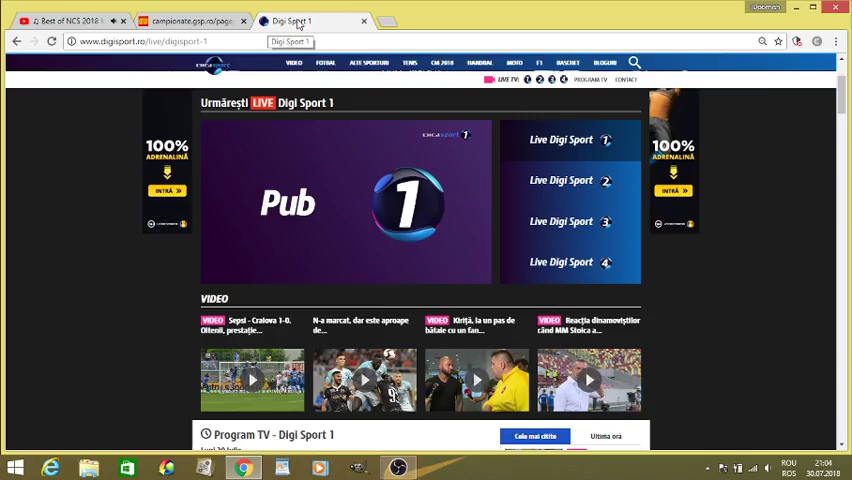 iDoomish
Best of NCS 2018 M
campionate.gsp.ro/page
Digi Sport 1
www.digisport.ro/live/digisport-1
Digi Sport 1
DIGI SPORT
VIDEO FOTBAL ALTE SPORTURI TENIS CM 2018 HANDBAL MOTO F1 BASCHET BLOGURI
LIVE TV: 1 2 3 4 PROGRAM TV CONTACT
Urmărești LIVE Digi Sport 1
100%
ADRENALINĂ
INTRĂ »
DIGI sport 1
Pub 1
Live Digi Sport 1
Live Digi Sport 2
Live Digi Sport 3
Live Digi Sport 4
100%
ADRENALINĂ
INTRĂ »
VIDEO
VIDEO Sepsi - Craiova 1-0.
Oltenii, prestație...
N-a marcat, dar este aproape
de...
VIDEO Kiriță, la un pas de
bătaie cu un fan...
VIDEO Reacția dinamoviștilor
când MM Stoica a...
Program TV - Digi Sport 1
Cele mai citite
Ultima oră
ROU
ROS
21:04
30.07.2018